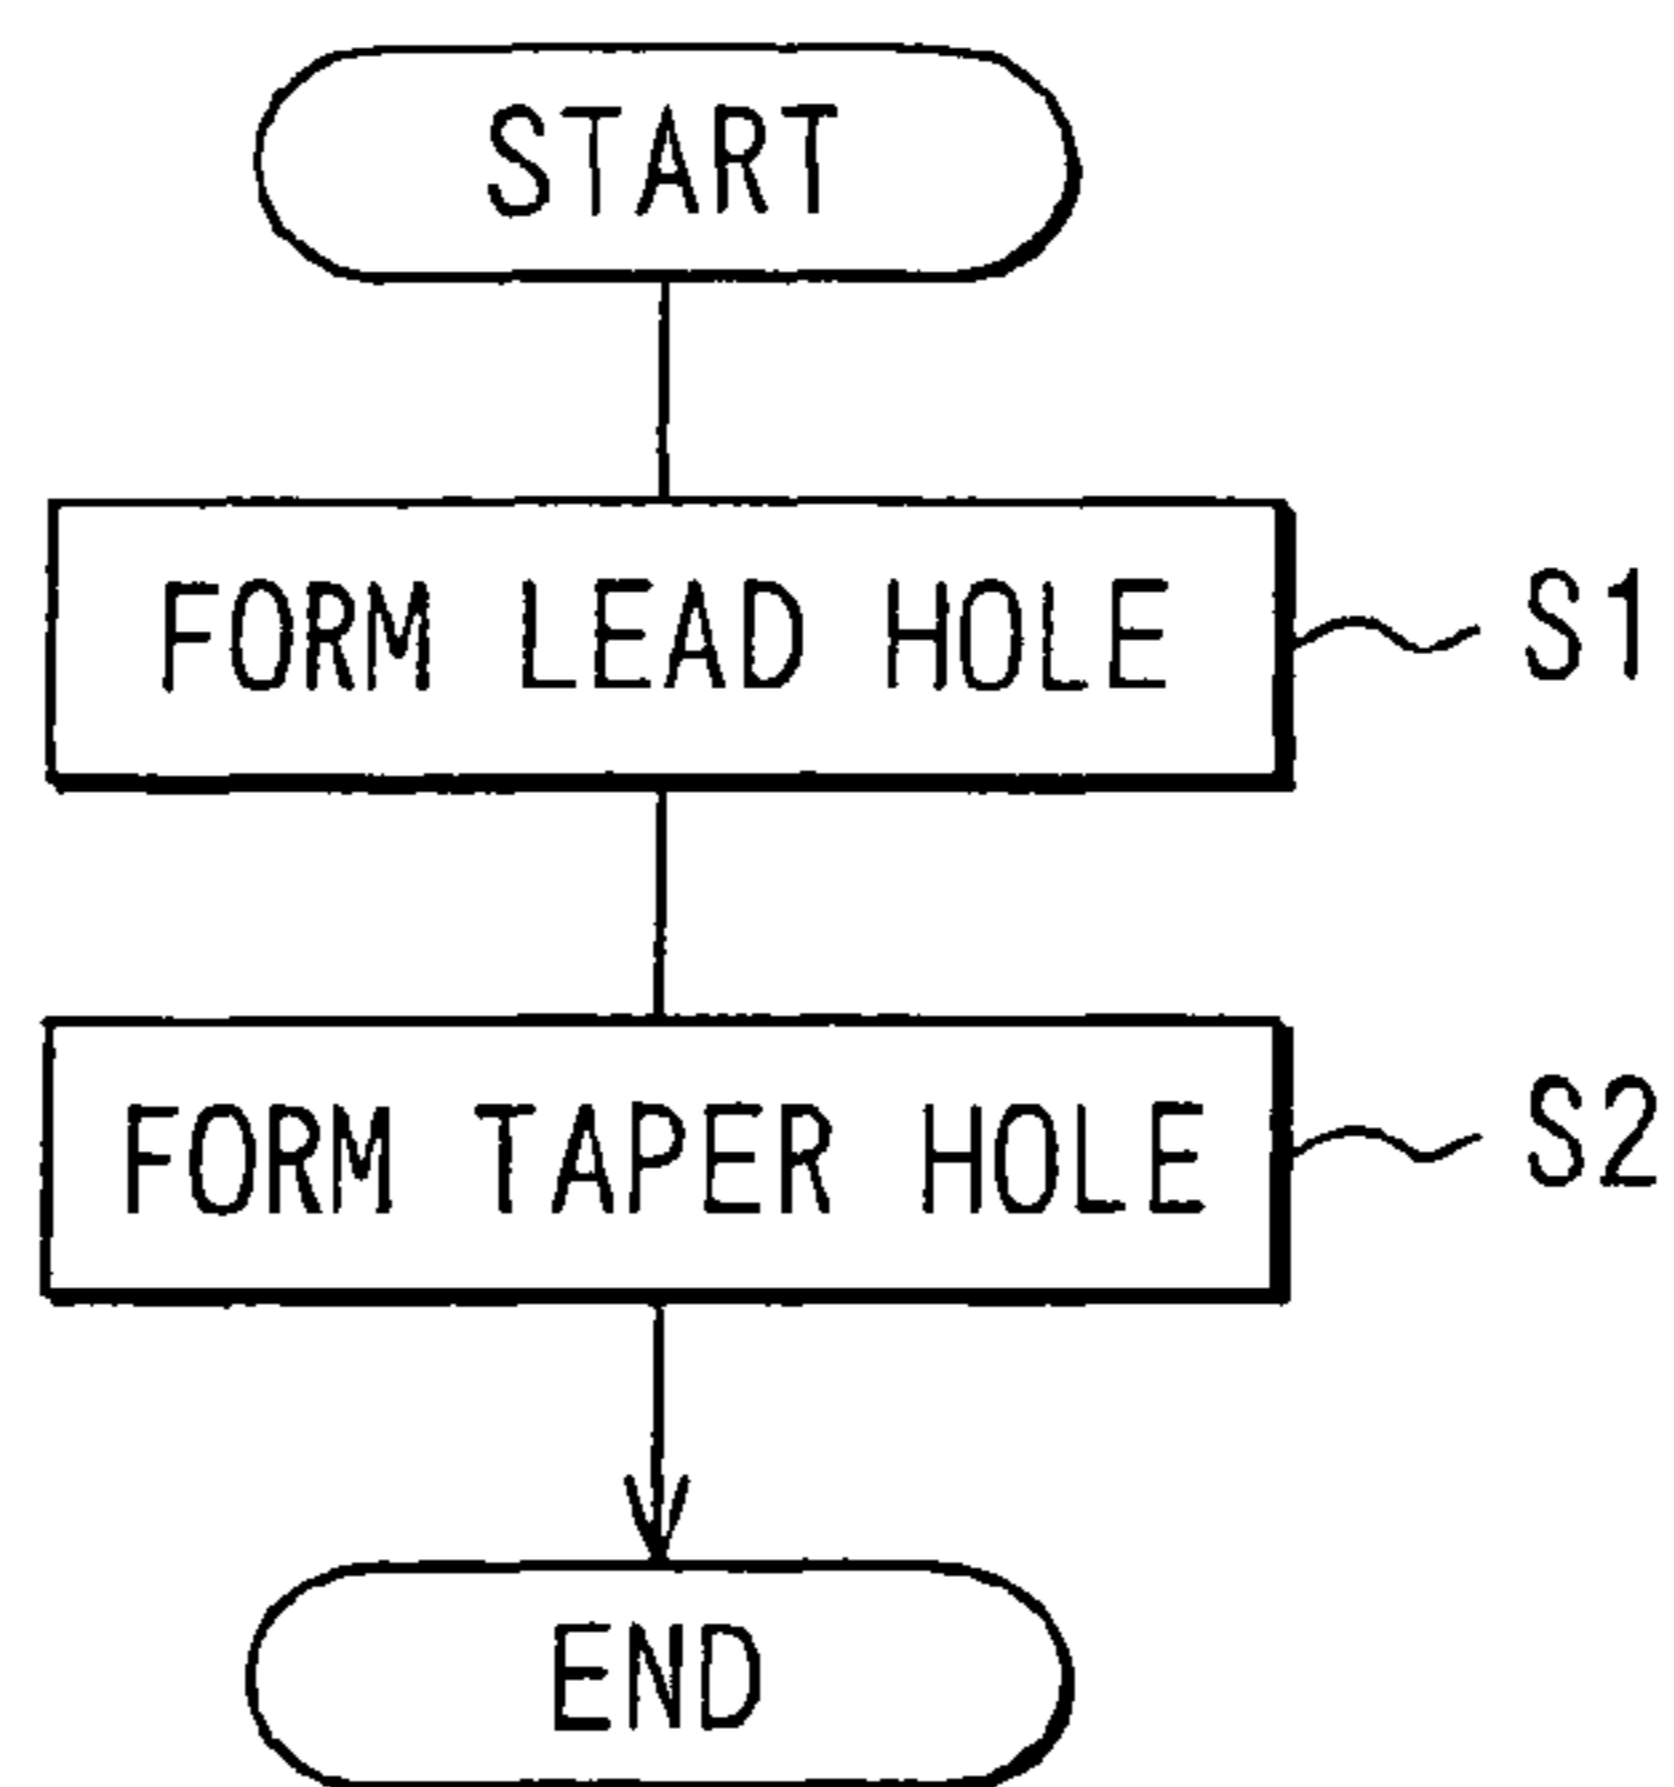 START
FORM LEAD HOLE
S1
FORM TAPER HOLE
S2
END